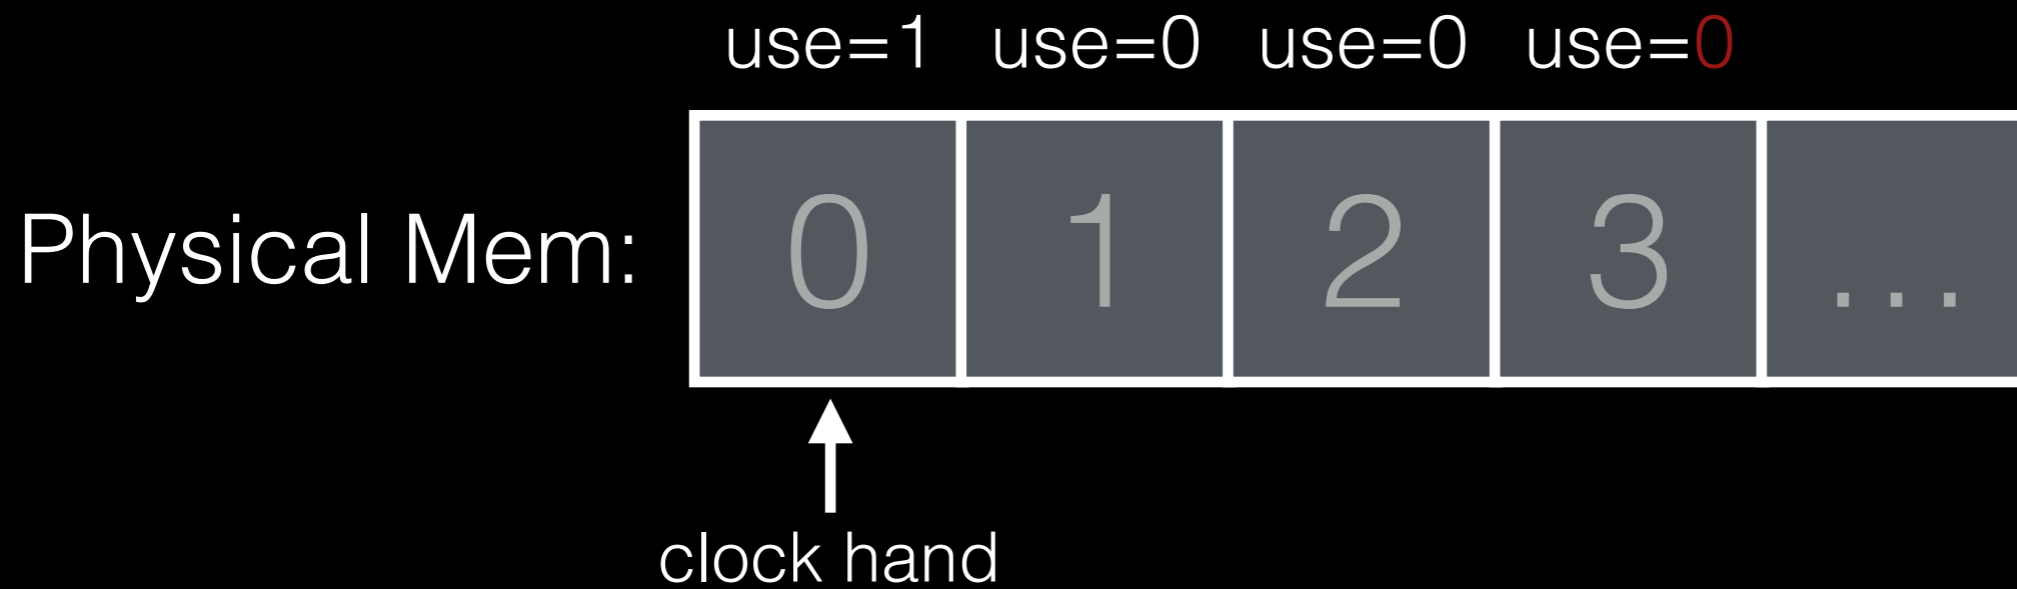 use=1 use=0 use=0 use=0
Physical Mem: 0 1 2 3 ...
clock hand